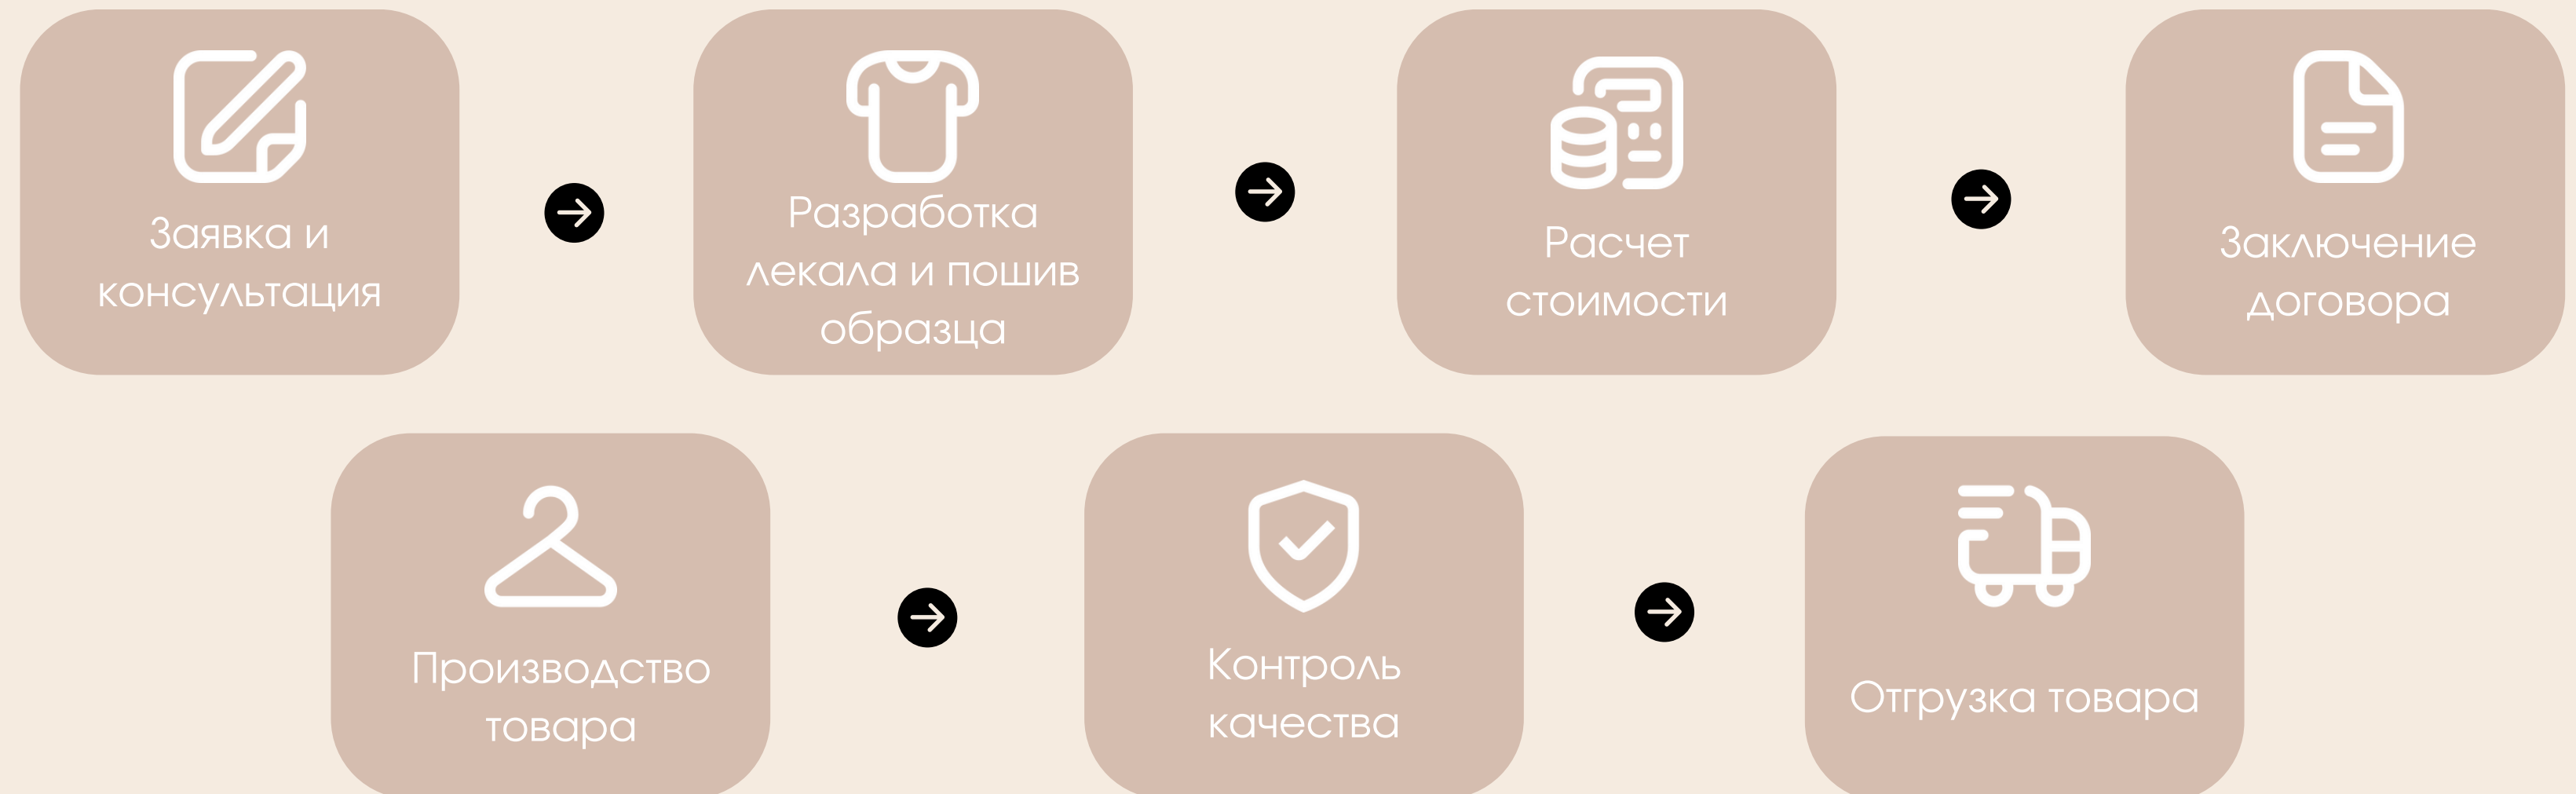 Заявка и
консультация
Разработка
лекала и пошив
образца
Расчет
стоимости
Заключение
договора
Производство
товара
Контроль
качества
Отгрузка товара